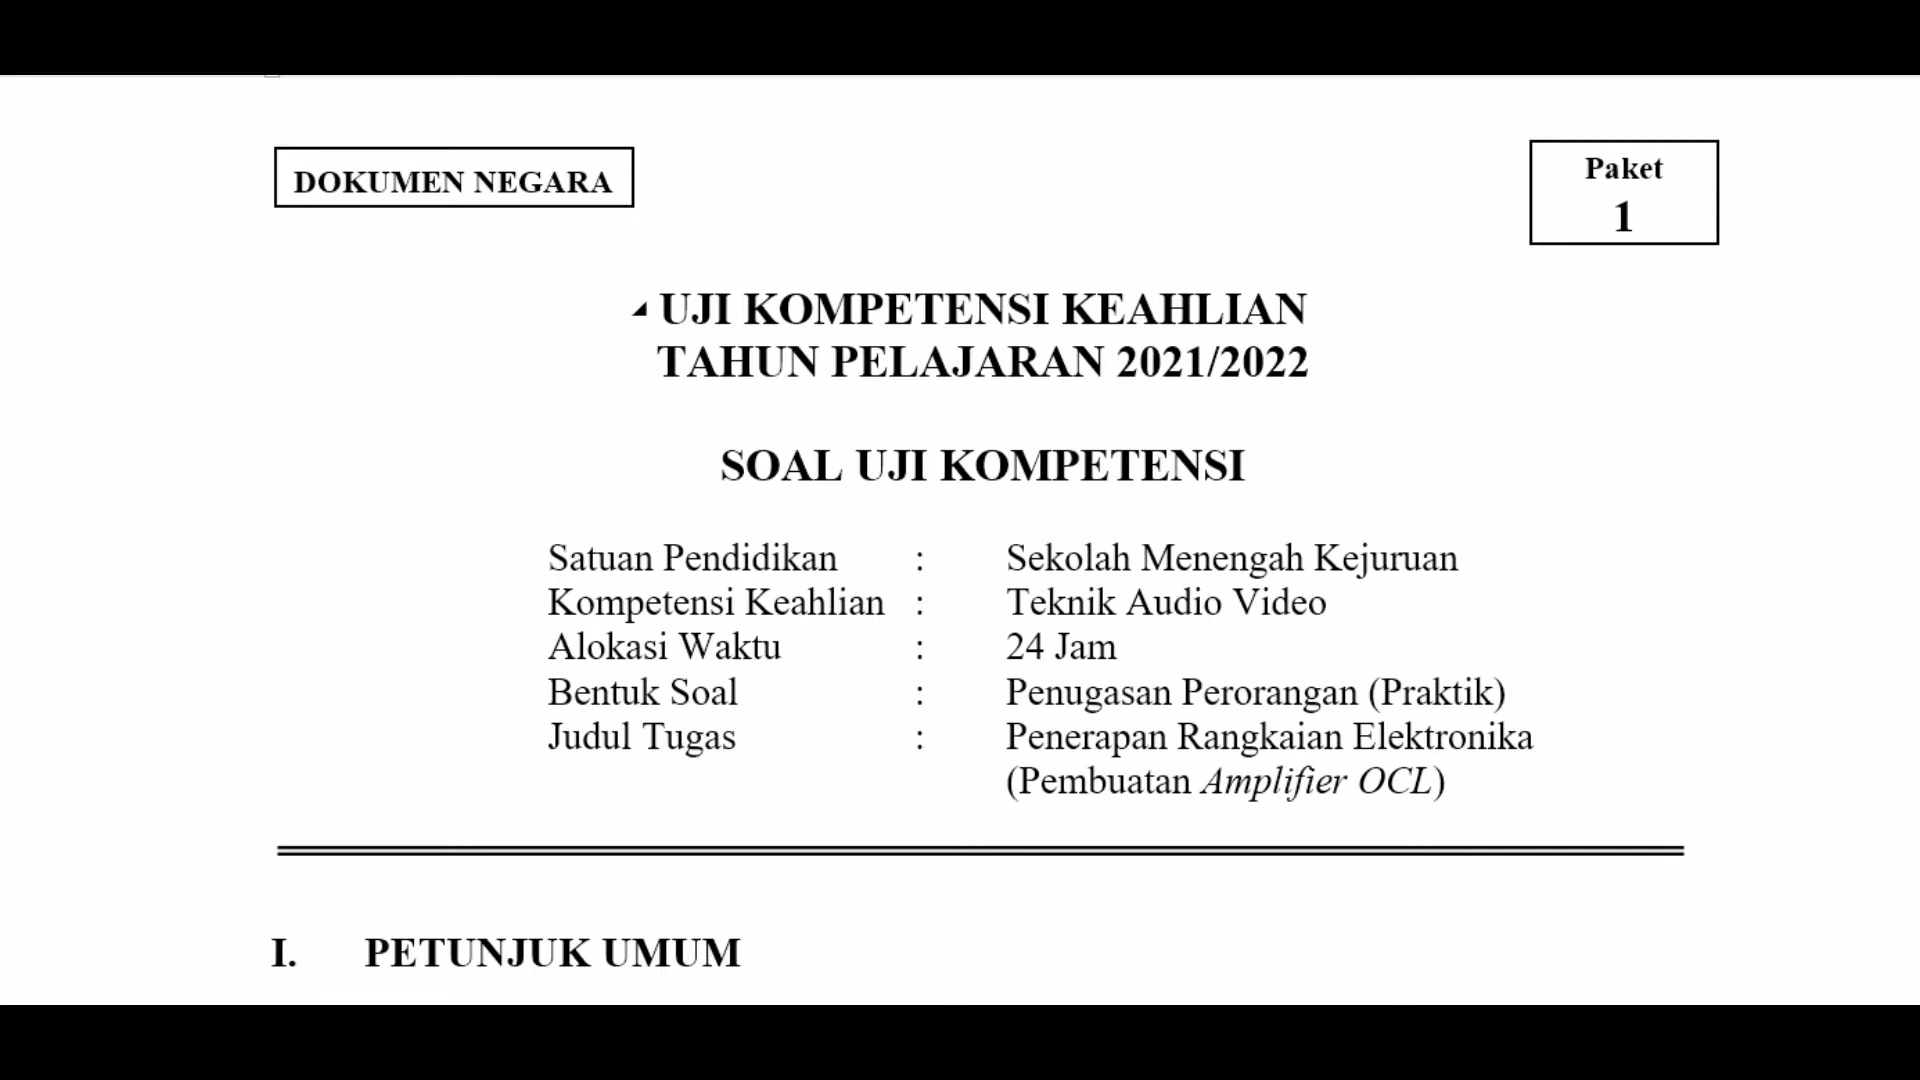 DOKUMEN NEGARA
Paket
1
UJI KOMPETENSI KEAHLIAN
TAHUN PELAJARAN 2021/2022
SOAL UJI KOMPETENSI
Satuan Pendidikan : Sekolah Menengah Kejuruan
Kompetensi Keahlian : Teknik Audio Video
Alokasi Waktu : 24 Jam
Bentuk Soal : Penugasan Perorangan (Praktik)
Judul Tugas : Penerapan Rangkaian Elektronika
(Pembuatan Amplifier OCL)
I. PETUNJUK UMUM